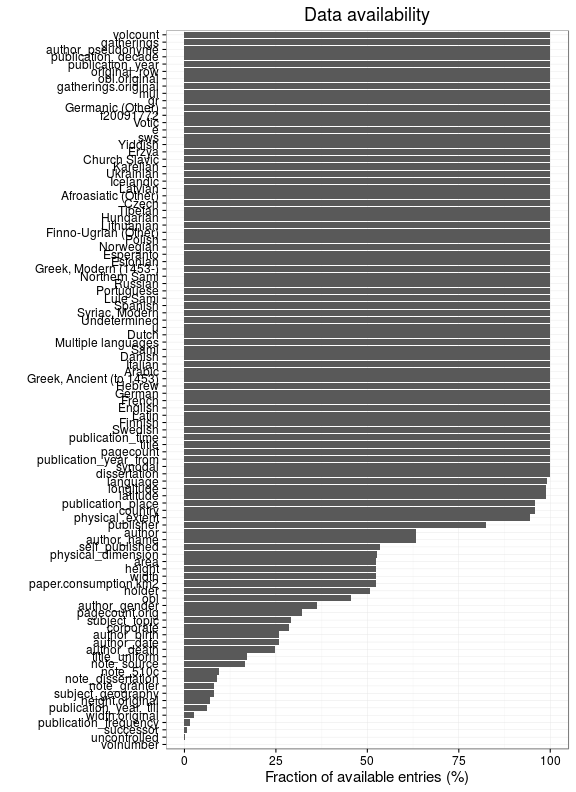 Data availability
volcount
gatherings
author_pseudonyme
publication_decade
publication_year
original_row
obl.original
gatherings.original
mul
gr
Germanic (Other)
f20091772
Votic
e
sws
Yiddish
Erzya
Church Slavic
Karelian
Ukrainian
Icelandic
Latvian
Afroasiatic (Other)
Czech
Tibetan
Hungarian
Lithuanian
Finno-Ugrian (Other)
Polish
Norwegian
Esperanto
Estonian
Greek, Modern (1453-)
Northern Sami
Russian
Portuguese
Lule Sami
Spanish
Syriac, Modern
Undetermined
Dutch
Multiple languages
Sami
Danish
Italian
Arabic
Greek, Ancient (to 1453)
Hebrew
German
French
English
Latin
Finnish
Swedish
publication_time
title
pagecount
publication_year_from
synodal
dissertation
language
longitude
latitude
publication_place
country
physical_extent
publisher
author
author_name
self_published
physical_dimension
area
height
width
paper.consumption.km2
holder
obl
author_gender
pagecount.orig
subject_topic
corporate
author_birth
author_date
author_death
title_uniform
note_source
note_510c
note_dissertation
note_granter
subject_geography
height.original
publication_year_till
width.original
publication_frequency
successor
uncontrolled
volnumber
0 25 50 75 100
Fraction of available entries (%)